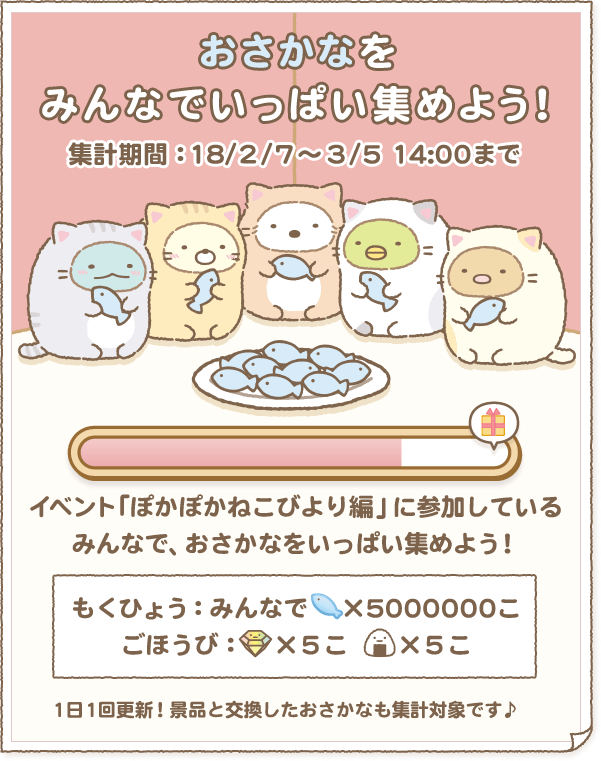 おさかなを
みんなでいっぱい集めよう！
集計期間：18/2/7～3/5 14:00まで
イベント「ぽかぽかねこびより編」に参加している
みんなで、おさかなをいっぱい集めよう！
もくひょう：みんなで×5000000こ
ごほうび：×5こ ×5こ
1日1回更新！景品と交換したおさかなも集計対象です♪